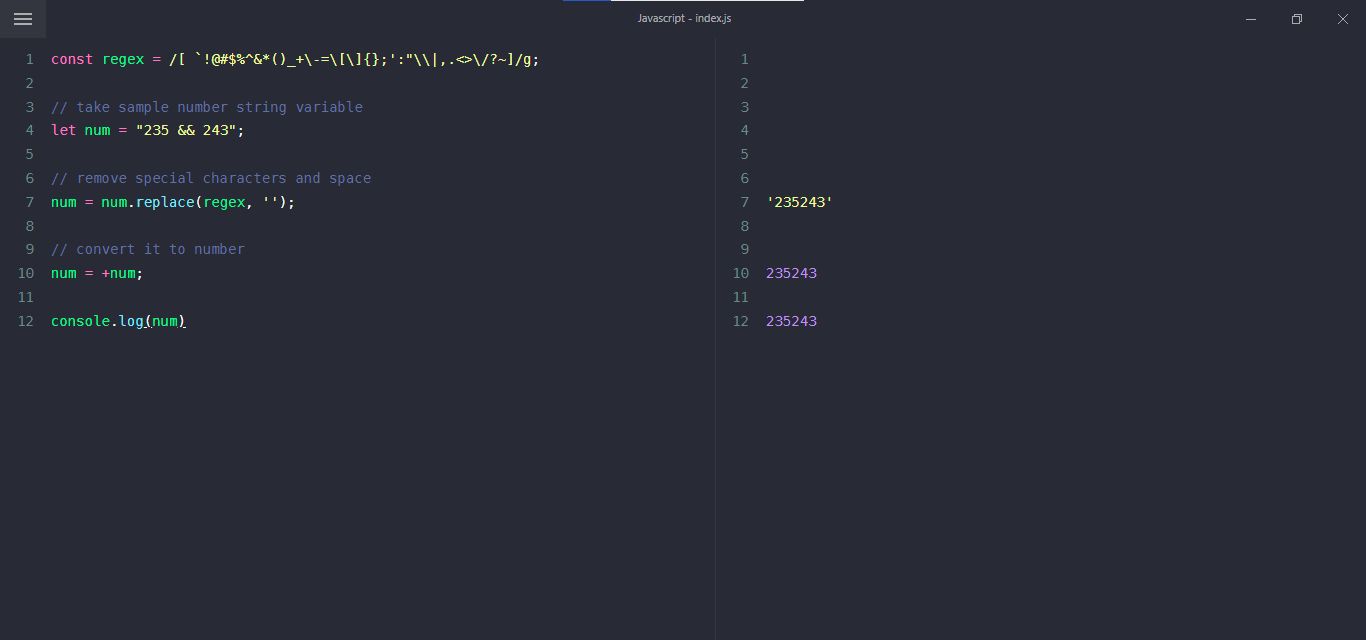 Javascript - index.js
1 const regex = /[ `!@#$%^&*()_+\-=\[\]{};':"\\|,.<>\/?~]/g;
2
3 // take sample number string variable
4 let num = "235 && 243";
5
6 // remove special characters and space
7 num = num.replace(regex, '');
8
9 // convert it to number
10 num = +num;
11
12 console.log(num)
1
2
3
4
5
6
7 '235243'
8
9
10 235243
11
12 235243